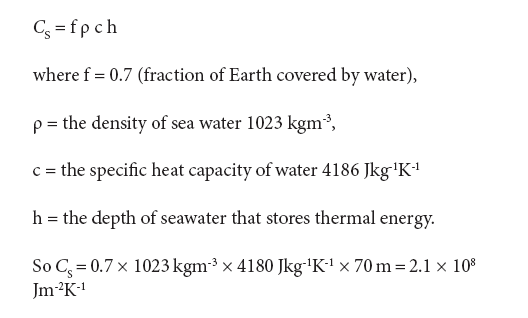 Cₛ = f ρ c h
where f = 0.7 (fraction of Earth covered by water),
ρ = the density of sea water 1023 kgm⁻³,
c = the specific heat capacity of water 4186 Jkg⁻¹K⁻¹
h = the depth of seawater that stores thermal energy.
So Cₛ = 0.7 × 1023 kgm⁻³ × 4180 Jkg⁻¹K⁻¹ × 70 m = 2.1 × 10⁸
Jm⁻²K⁻¹